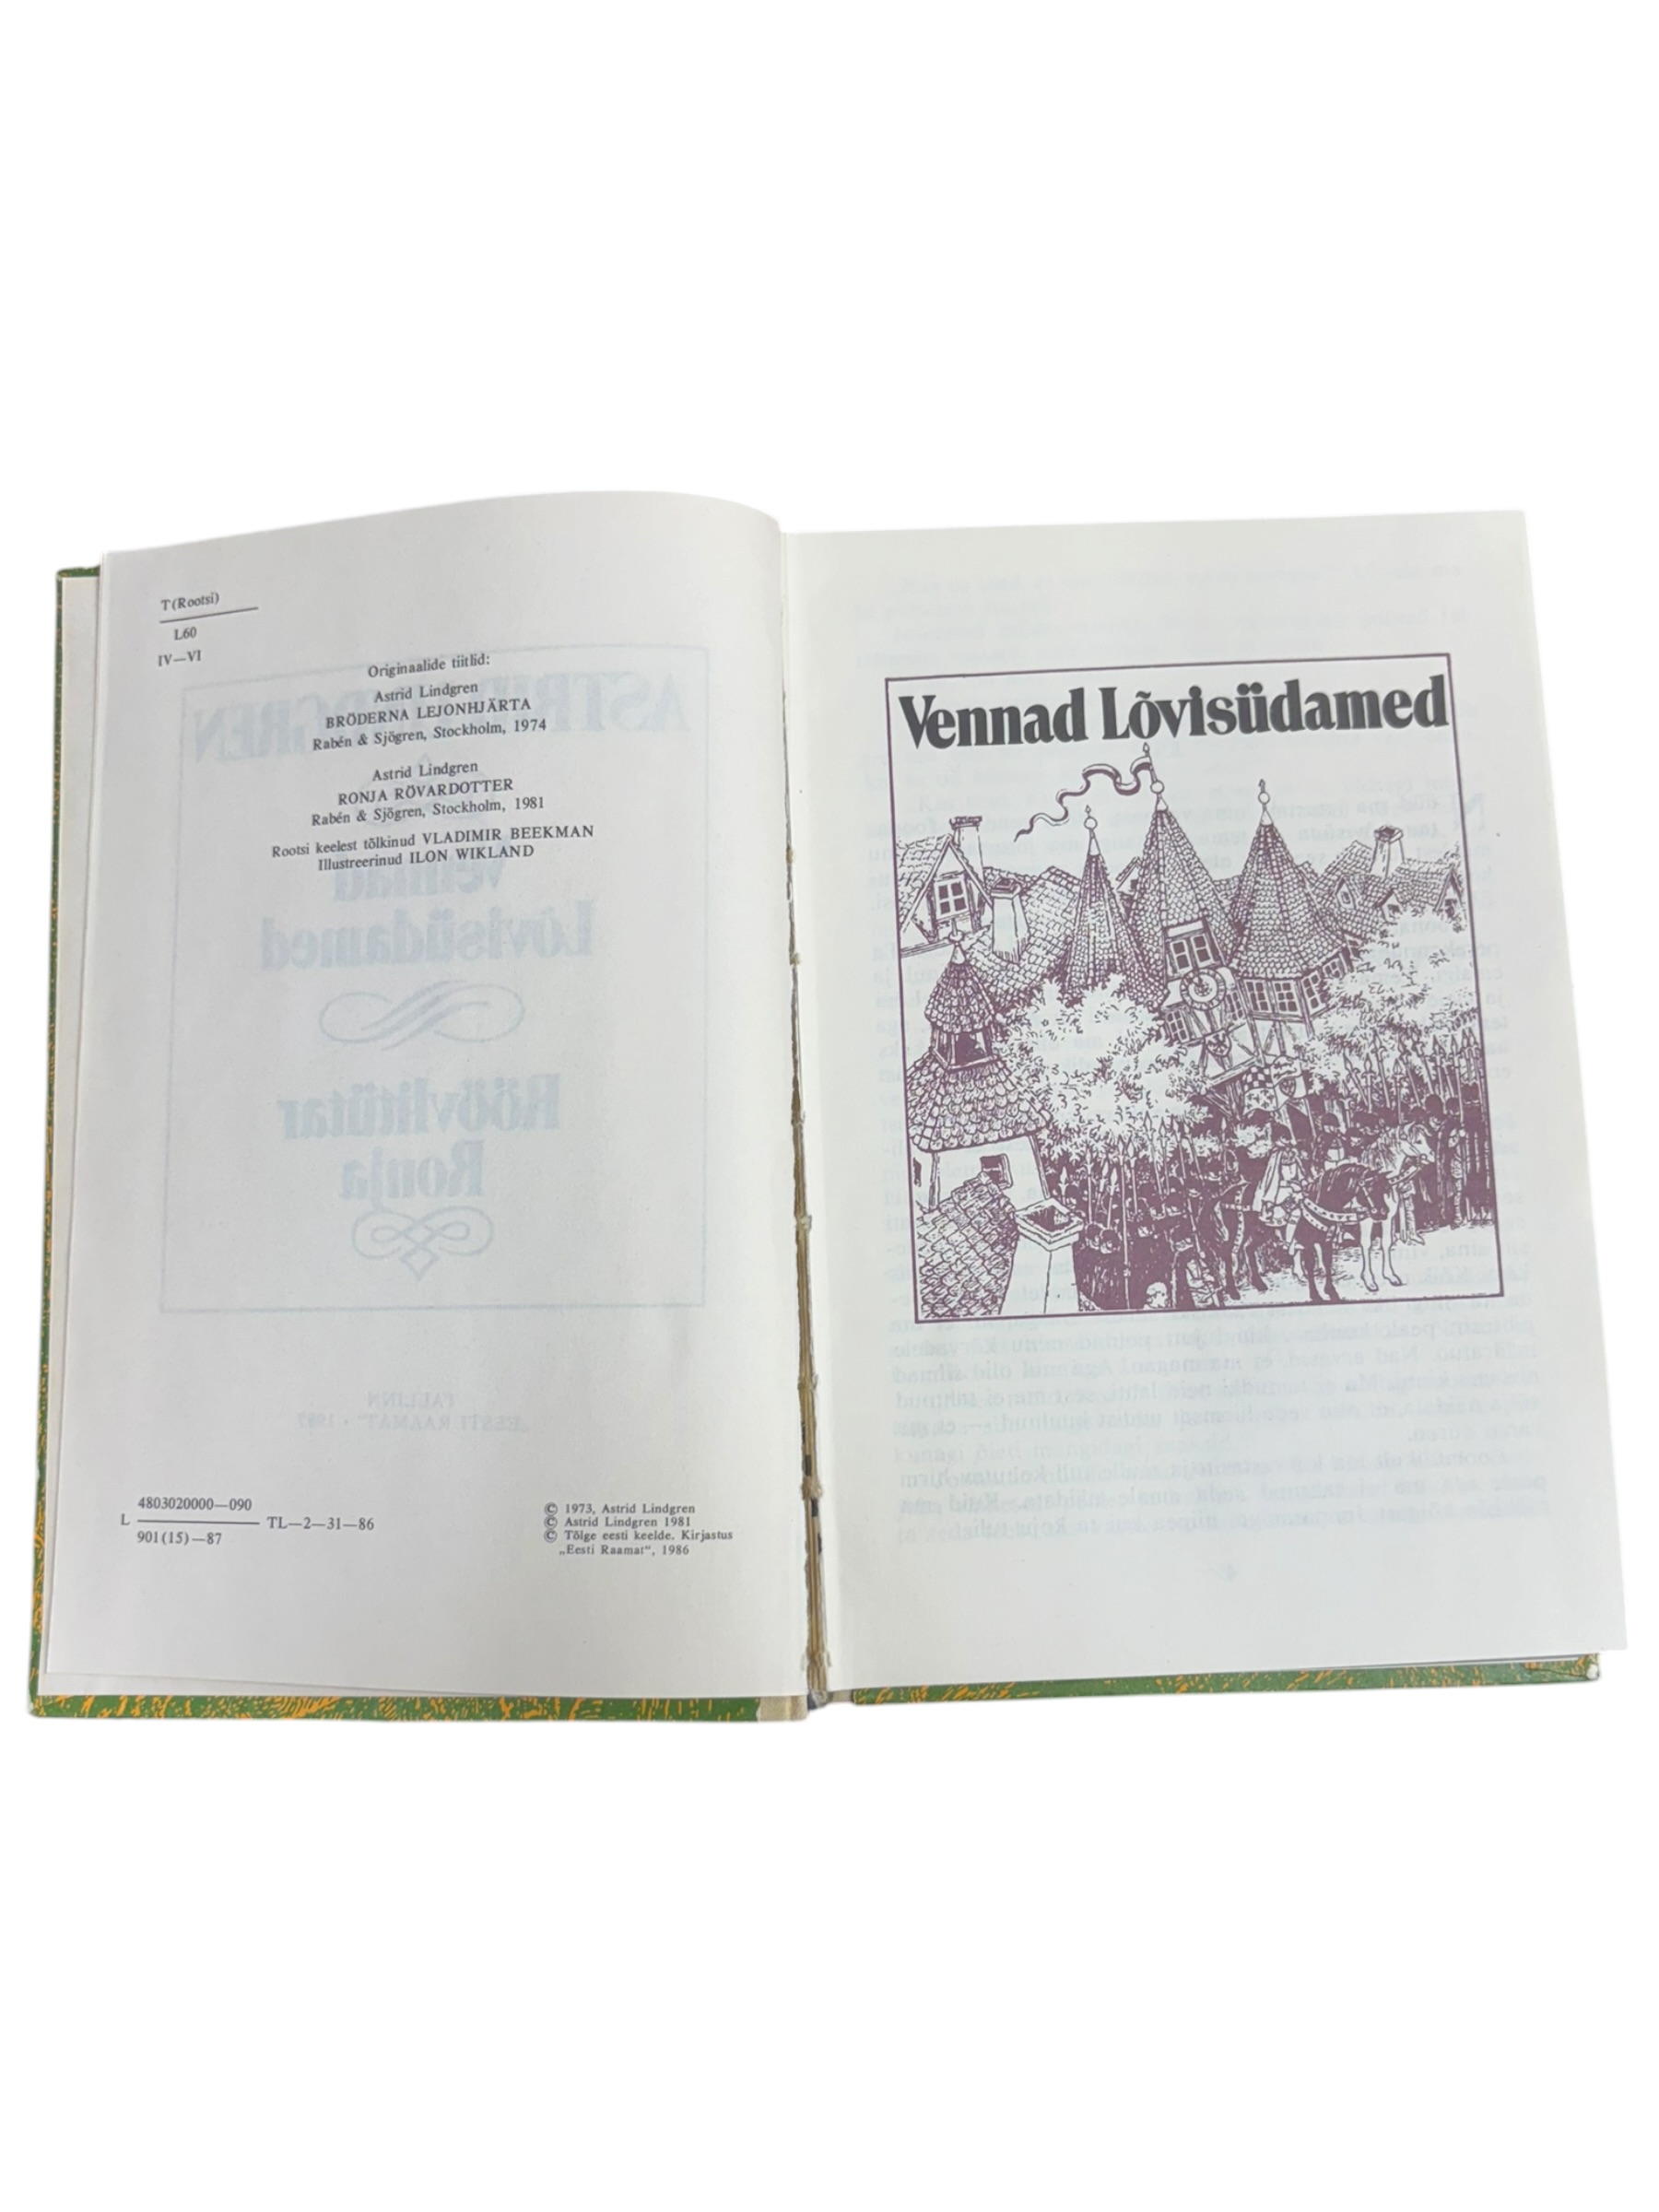 T(Rootsi)
L60
IV—VI
Originaalide tiitlid:
Astrid Lindgren
BRÖDERNA LEJONHJÄRTA
Rabén & Sjögren, Stockholm, 1974
Astrid Lindgren
RONJA RÖVARDOTTER
Rabén & Sjögren, Stockholm, 1981
Rootsi keelest tõlkinud VLADIMIR BEEKMAN
Illustreerinud ILON WIKLAND
L 4803020000—090
901(15)—87
TL—2—31—86
© 1973, Astrid Lindgren
© Astrid Lindgren 1981
© Tõlge eesti keelde. Kirjastus
„Eesti Raamat“, 1986
Vennad Lõvisüdamed